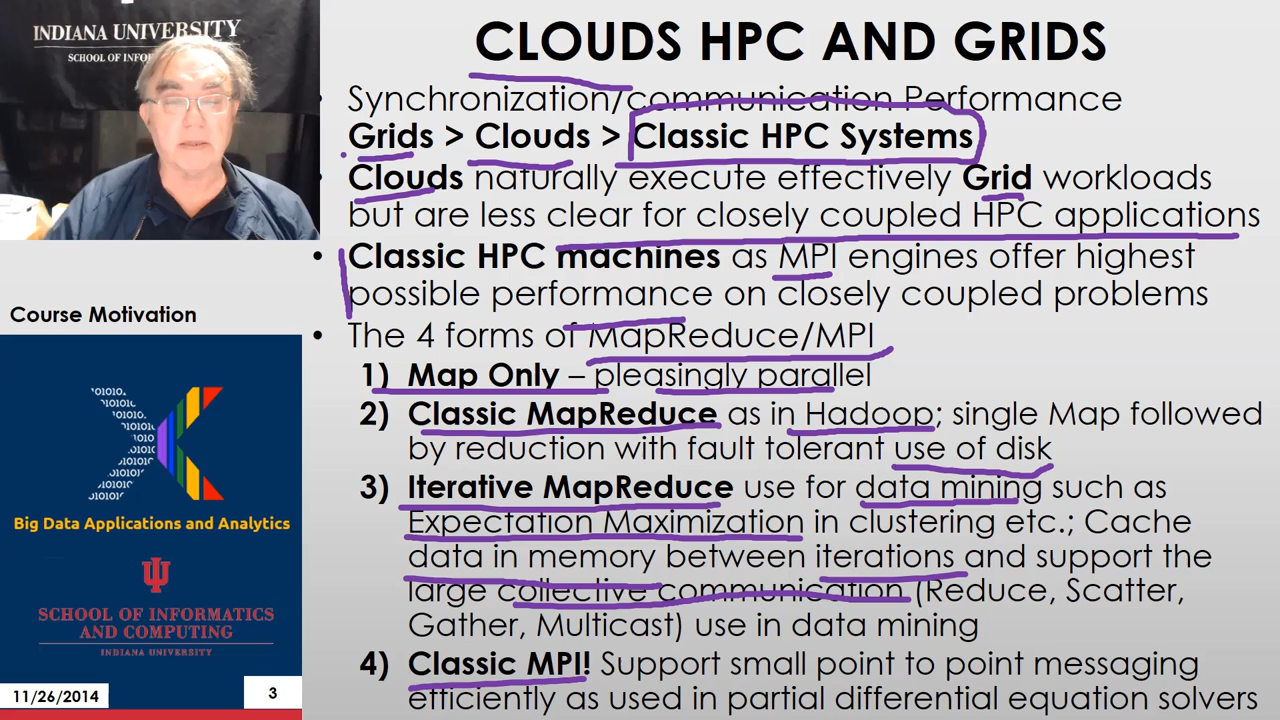 INDIANA UNIVERSITY
SCHOOL OF INFO
CLOUDS HPC AND GRIDS
• Synchronization/communication Performance
Grids > Clouds > Classic HPC Systems
• Clouds naturally execute effectively Grid workloads
but are less clear for closely coupled HPC applications
• Classic HPC machines as MPI engines offer highest
possible performance on closely coupled problems
• The 4 forms of MapReduce/MPI
1) Map Only – pleasingly parallel
2) Classic MapReduce as in Hadoop; single Map followed
by reduction with fault tolerant use of disk
3) Iterative MapReduce use for data mining such as
Expectation Maximization in clustering etc.; Cache
data in memory between iterations and support the
large collective communication (Reduce, Scatter,
Gather, Multicast) use in data mining
4) Classic MPI! Support small point to point messaging
efficiently as used in partial differential equation solvers
Course Motivation
Big Data Applications and Analytics
SCHOOL OF INFORMATICS
AND COMPUTING
INDIANA UNIVERSITY
11/26/2014
3